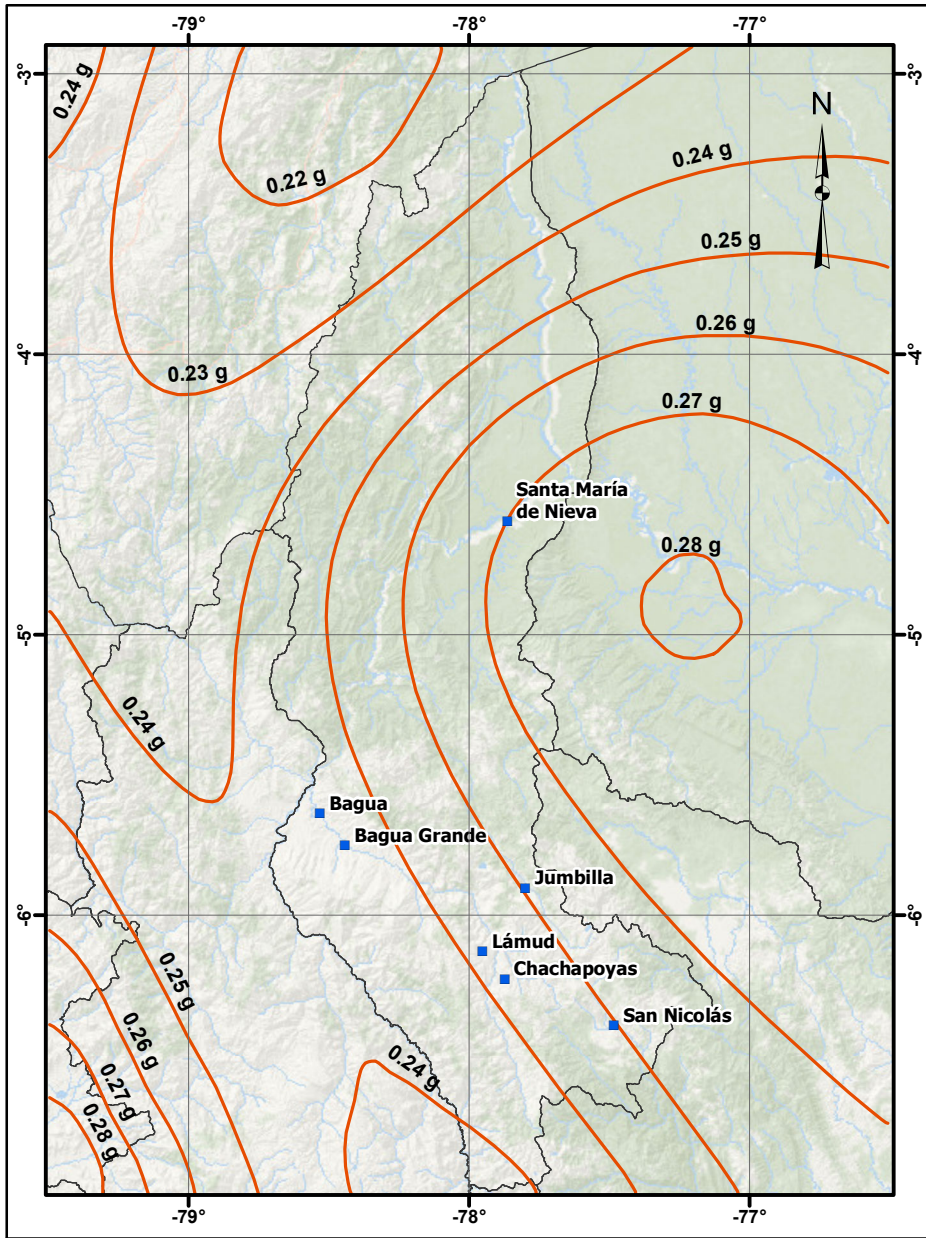 -79°
-78°
-77°
-3°
-3°
N
0.24 g
0.22 g
0.24 g
0.25 g
0.26 g
0.23 g
0.27 g
-4°
-4°
Santa María
de Nieva
0.28 g
-5°
-5°
0.24 g
Bagua
Bagua Grande
Jumbilla
-6°
-6°
Lámud
Chachapoyas
San Nicolás
0.25 g
0.26 g
0.27 g
0.28 g
0.24 g
-79°
-78°
-77°